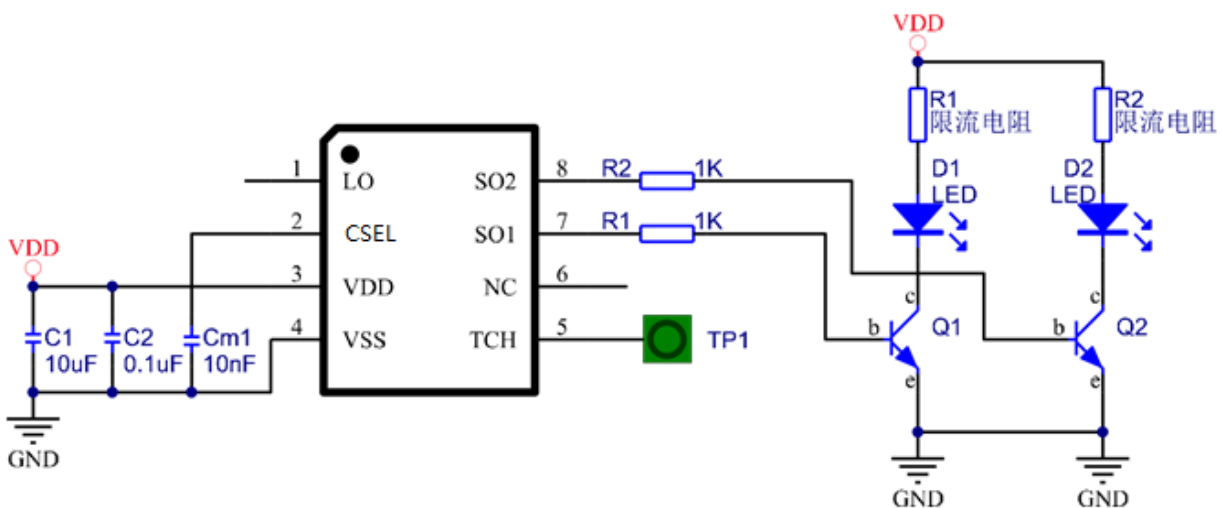 VDD
R1
限流电阻
R2
限流电阻
D1
LED
D2
LED
1
LO
SO2
8
R2
1K
2
CSEL
SO1
7
R1
1K
VDD
3
VDD
NC
6
4
VSS
TCH
5
TP1
C1
10uF
C2
0.1uF
Cm1
10nF
c
b
Q1
e
c
b
Q2
e
GND
GND
GND